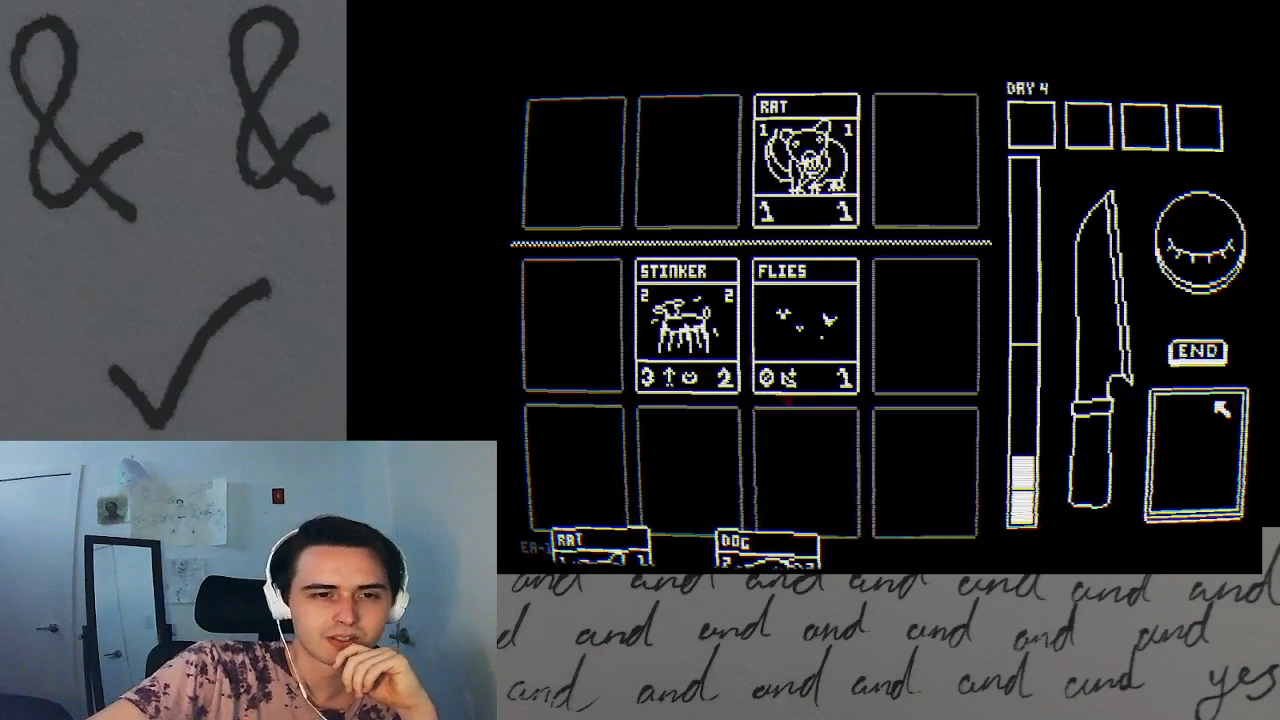 & &
DAY 4
RAT
1 1
1 1
STINKER FLIES
2 2
3 2 0 1
END
RAT DOG
and and and and and and and
and and and and and and
and and and and and and yes